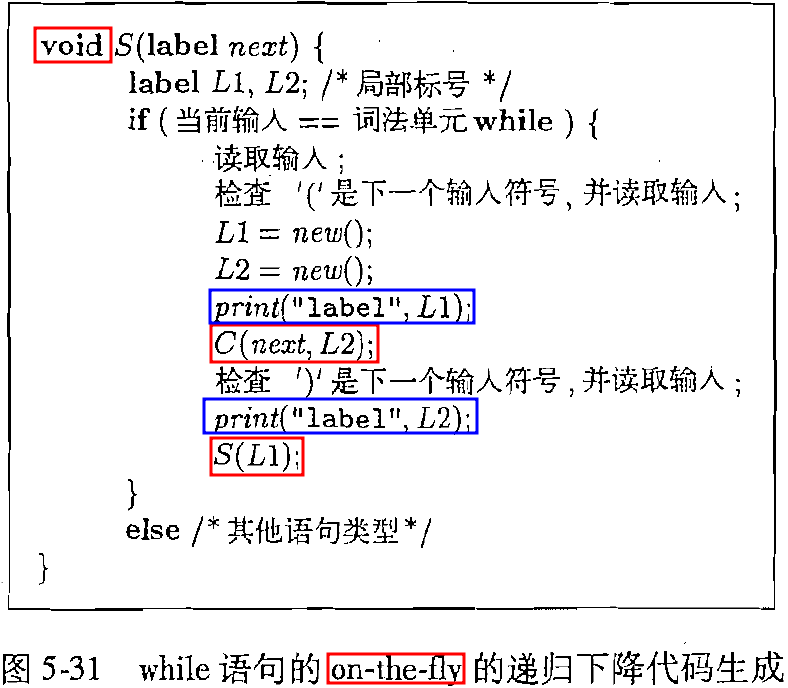 void S(label next) {
label L1, L2; /* 局部标号 */
if ( 当前输入 == 词法单元 while ) {
读取输入 ;
检查 '(' 是下一个输入符号 , 并读取输入 ;
L1 = new();
L2 = new();
print("label", L1);
C(next, L2);
检查 ')' 是下一个输入符号 , 并读取输入 ;
print("label", L2);
S(L1);
}
else /* 其他语句类型 */
}
图 5-31 while 语句的 on-the-fly 的递归下降代码生成